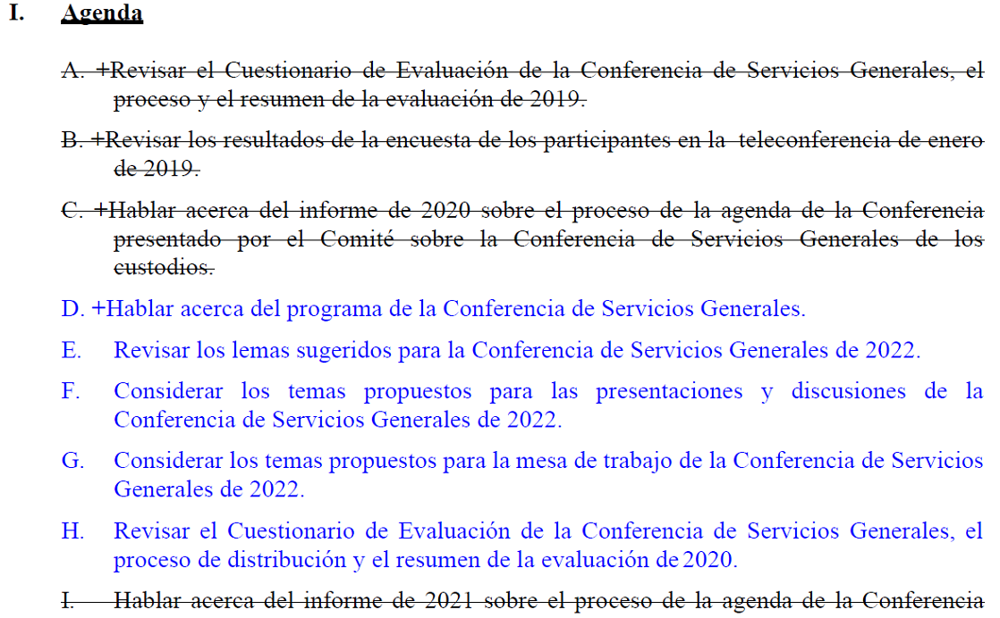 I. Agenda
A. +Revisar el Cuestionario de Evaluación de la Conferencia de Servicios Generales, el
proceso y el resumen de la evaluación de 2019.
B. +Revisar los resultados de la encuesta de los participantes en la teleconferencia de enero
de 2019.
C. +Hablar acerca del informe de 2020 sobre el proceso de la agenda de la Conferencia
presentado por el Comité sobre la Conferencia de Servicios Generales de los
custodios.
D. +Hablar acerca del programa de la Conferencia de Servicios Generales.
E. Revisar los lemas sugeridos para la Conferencia de Servicios Generales de 2022.
F. Considerar los temas propuestos para las presentaciones y discusiones de la
Conferencia de Servicios Generales de 2022.
G. Considerar los temas propuestos para la mesa de trabajo de la Conferencia de Servicios
Generales de 2022.
H. Revisar el Cuestionario de Evaluación de la Conferencia de Servicios Generales, el
proceso de distribución y el resumen de la evaluación de 2020.
I. Hablar acerca del informe de 2021 sobre el proceso de la agenda de la Conferencia